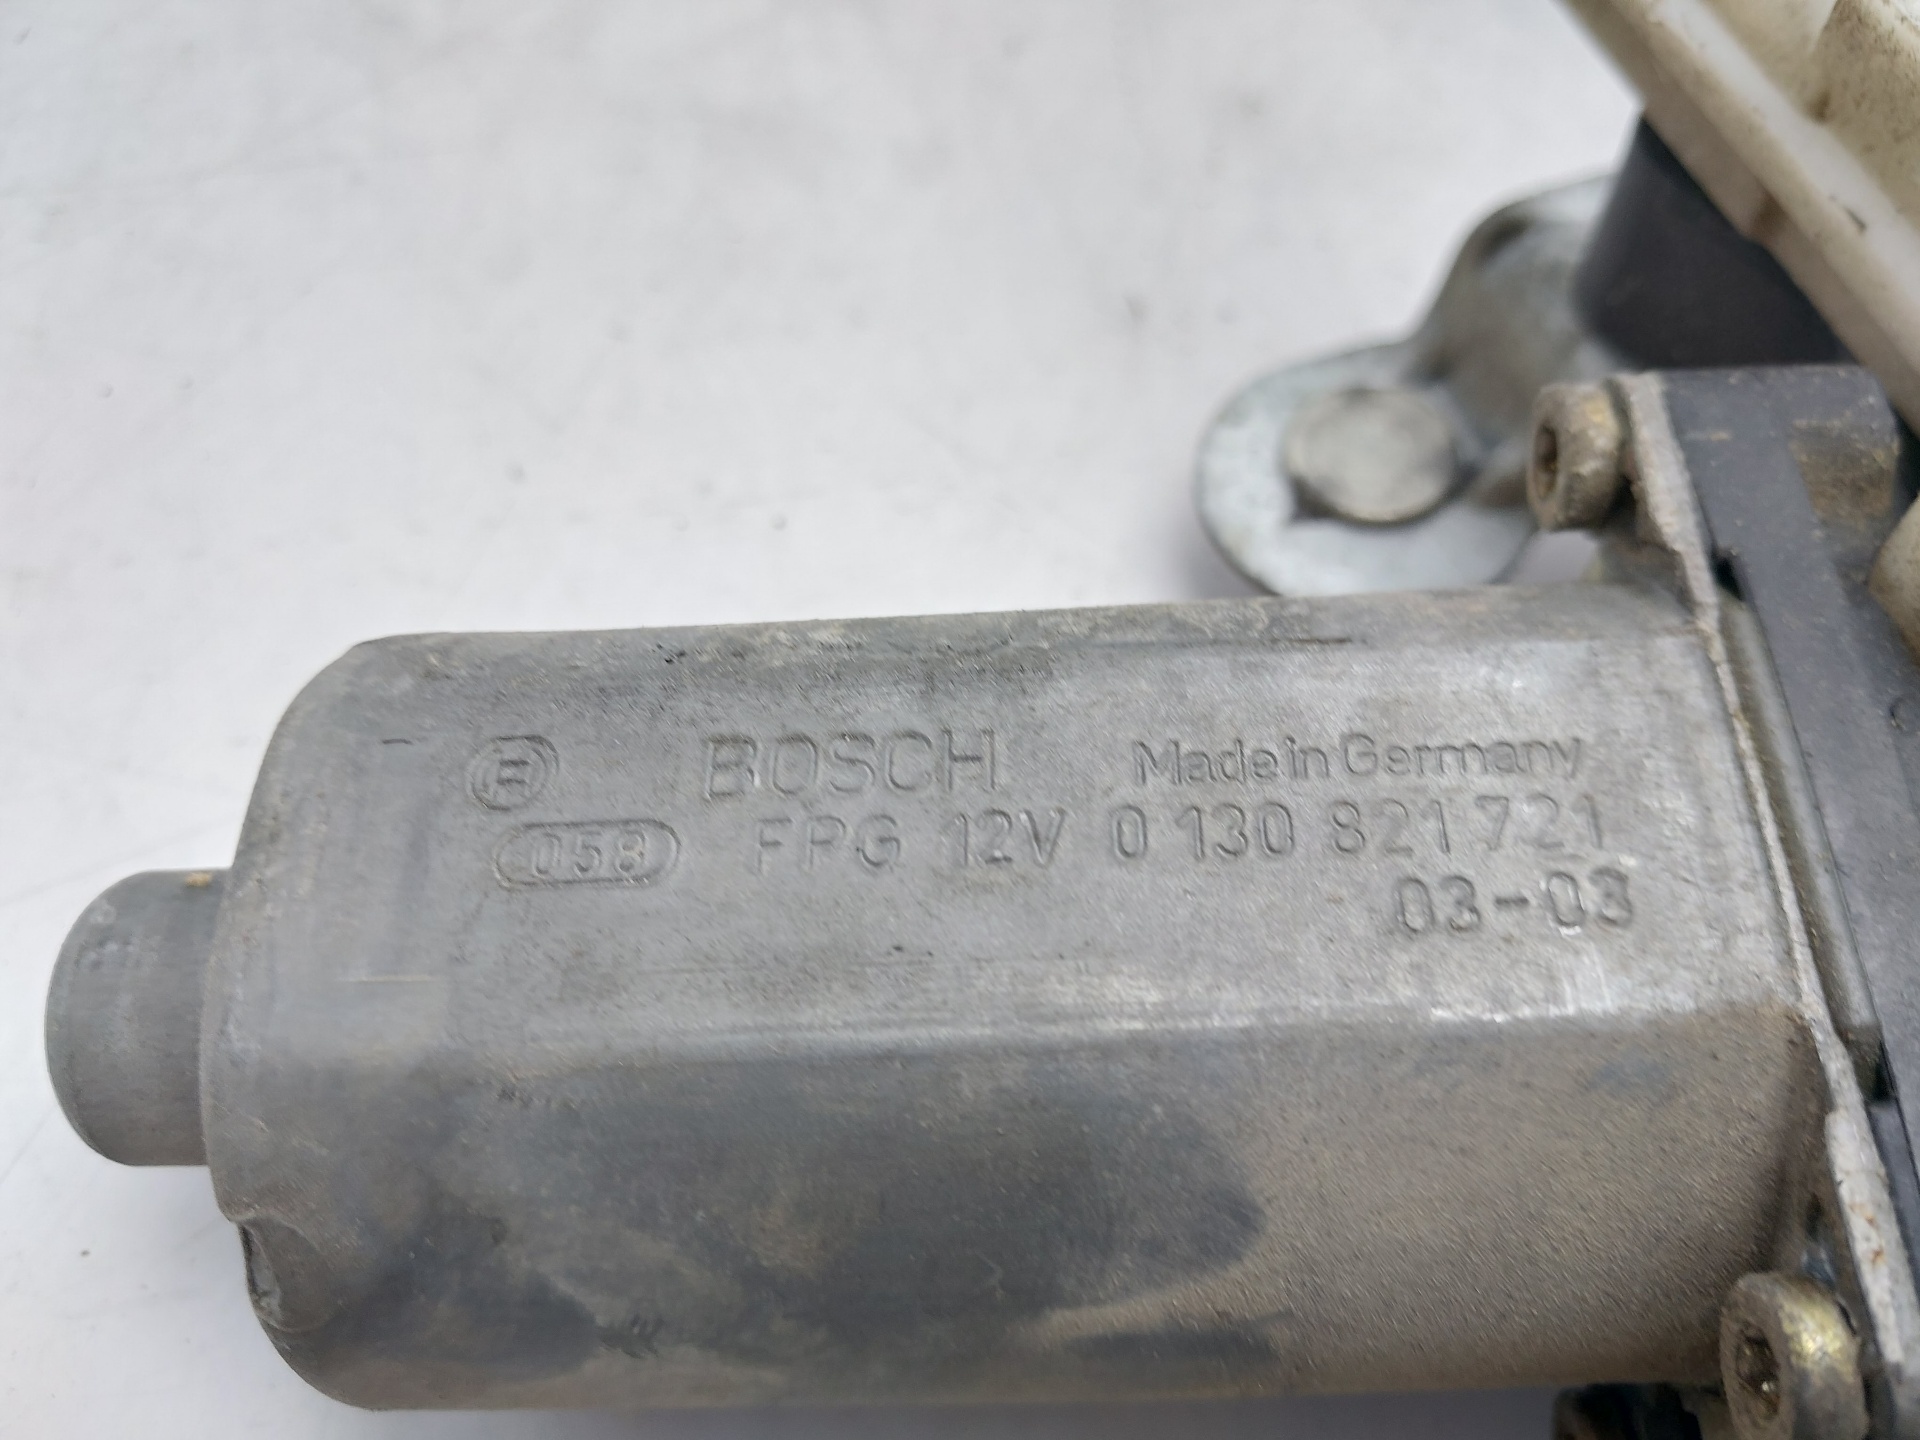 BOSCH Made in Germany
058 FPG 12V 0 130 821 721
03-03